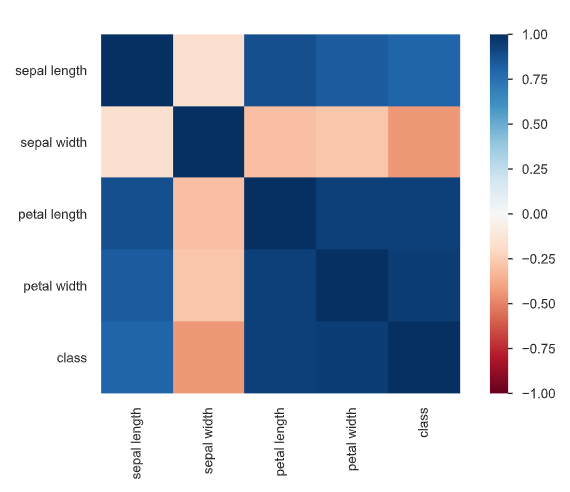 sepal length
sepal width
petal length
petal width
class
sepal length
sepal width
petal length
petal width
class
1.00
0.75
0.50
0.25
0.00
−0.25
−0.50
−0.75
−1.00